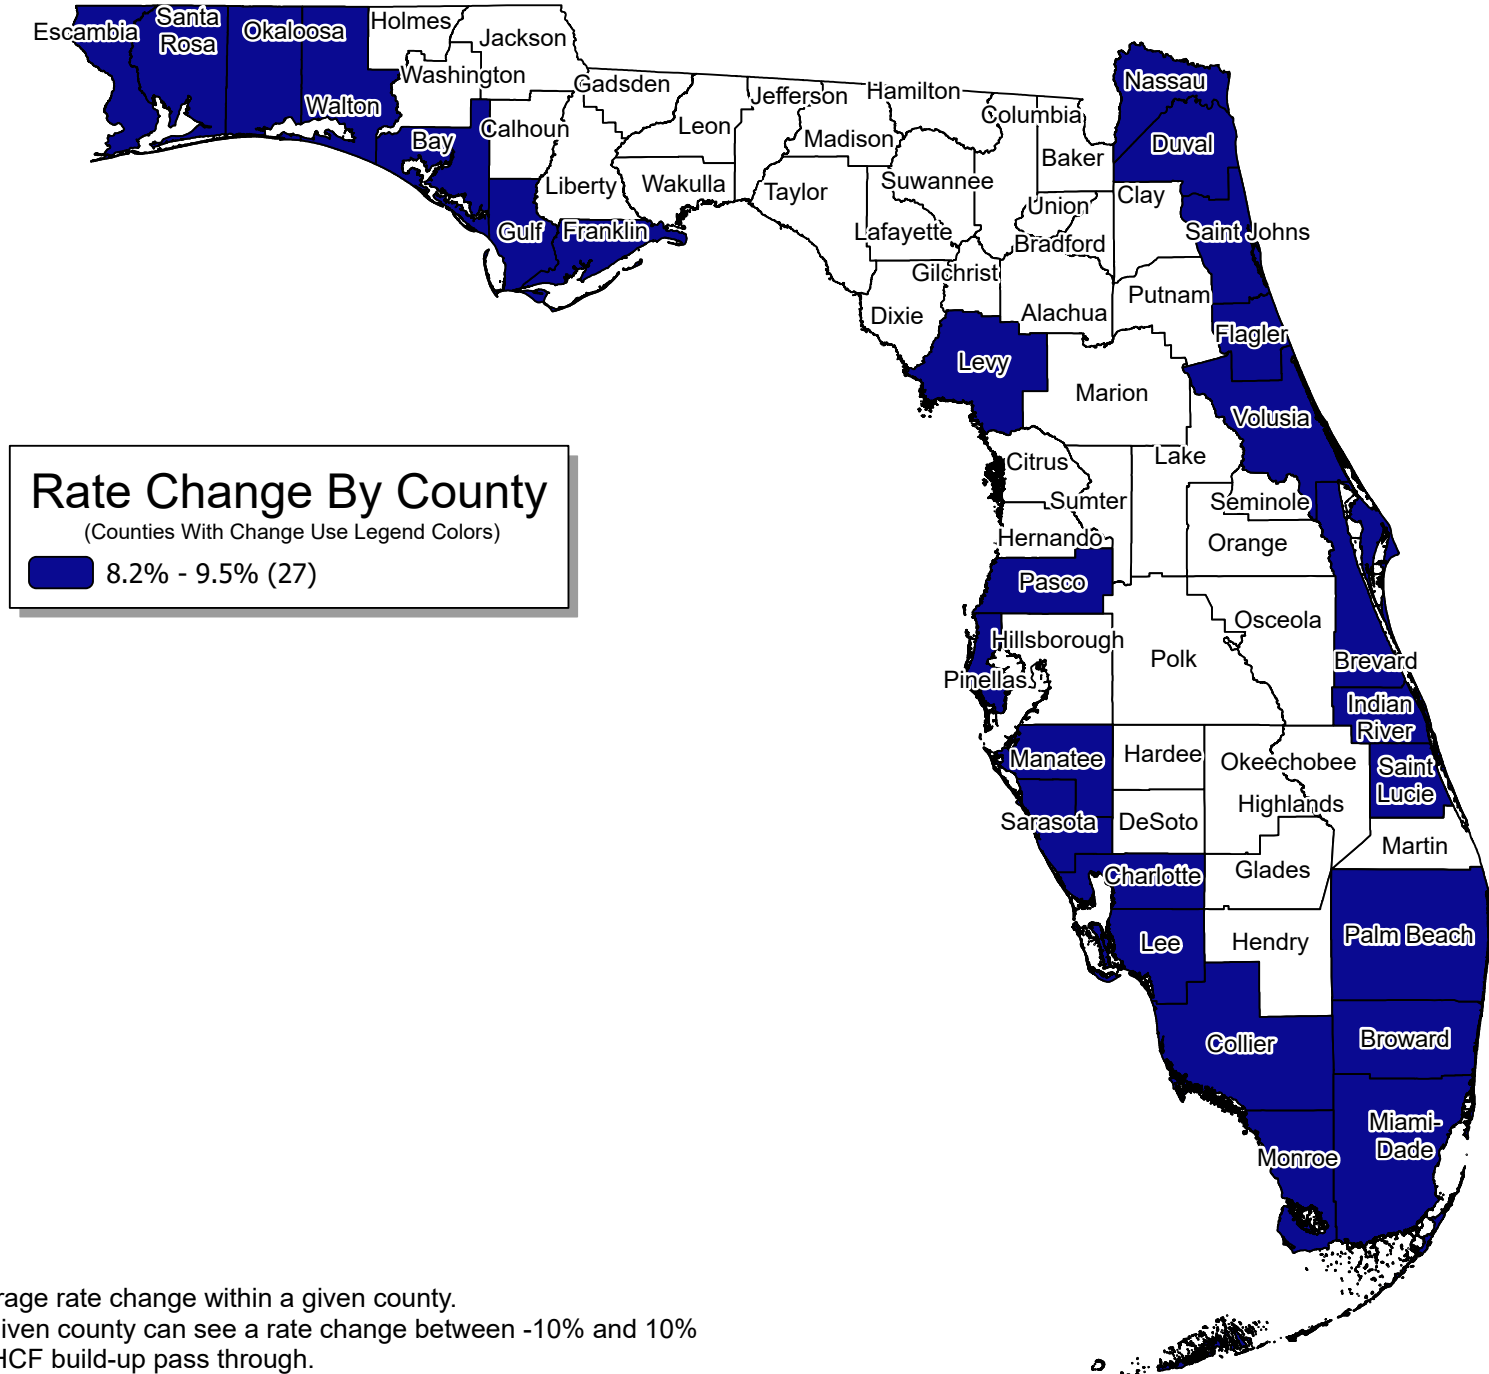 Escambia
Santa
Rosa
Okaloosa
Holmes
Jackson
Washington
Walton
Bay
Calhoun
Gadsden
Liberty
Gulf
Franklin
Leon
Wakulla
Jefferson
Madison
Taylor
Hamilton
Suwannee
Lafayette
Columbia
Baker
Union
Bradford
Gilchrist
Dixie
Alachua
Nassau
Duval
Clay
Saint Johns
Putnam
Flagler
Levy
Marion
Volusia
Citrus
Lake
Sumter
Seminole
Hernando
Orange
Rate Change By County
(Counties With Change Use Legend Colors)
8.2% - 9.5% (27)
Pasco
Osceola
Hillsborough
Polk
Pinellas
Brevard
Indian
River
Manatee
Hardee
Okeechobee
Saint
Lucie
Highlands
Sarasota
DeSoto
Martin
Charlotte
Glades
Lee
Hendry
Palm Beach
Collier
Broward
Miami-
Dade
Monroe
rage rate change within a given county.
iven county can see a rate change between -10% and 10%
HCF build-up pass through.